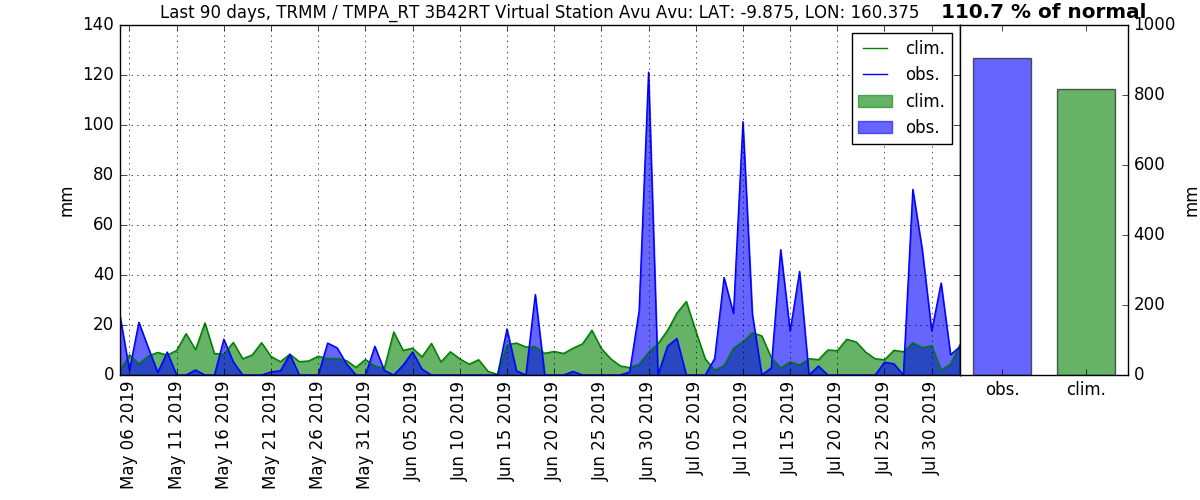 Last 90 days, TRMM / TMPA_RT 3B42RT Virtual Station Avu Avu: LAT: -9.875, LON: 160.375
110.7 % of normal
140
120
100
80
60
40
20
0
mm
clim.
obs.
clim.
obs.
1000
800
600
400
200
0
mm
May 06 2019
May 11 2019
May 16 2019
May 21 2019
May 26 2019
May 31 2019
Jun 05 2019
Jun 10 2019
Jun 15 2019
Jun 20 2019
Jun 25 2019
Jun 30 2019
Jul 05 2019
Jul 10 2019
Jul 15 2019
Jul 20 2019
Jul 25 2019
Jul 30 2019
obs.
clim.